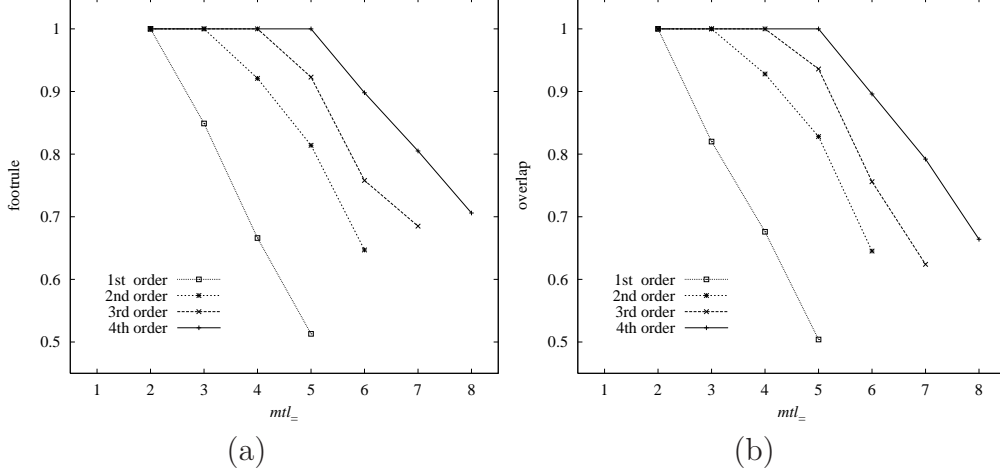 1
0.9
0.8
0.7
0.6
0.5
footrule
1st order
2nd order
3rd order
4th order
1 2 3 4 5 6 7 8
mtl=
(a)
1
0.9
0.8
0.7
0.6
0.5
overlap
1st order
2nd order
3rd order
4th order
1 2 3 4 5 6 7 8
mtl=
(b)